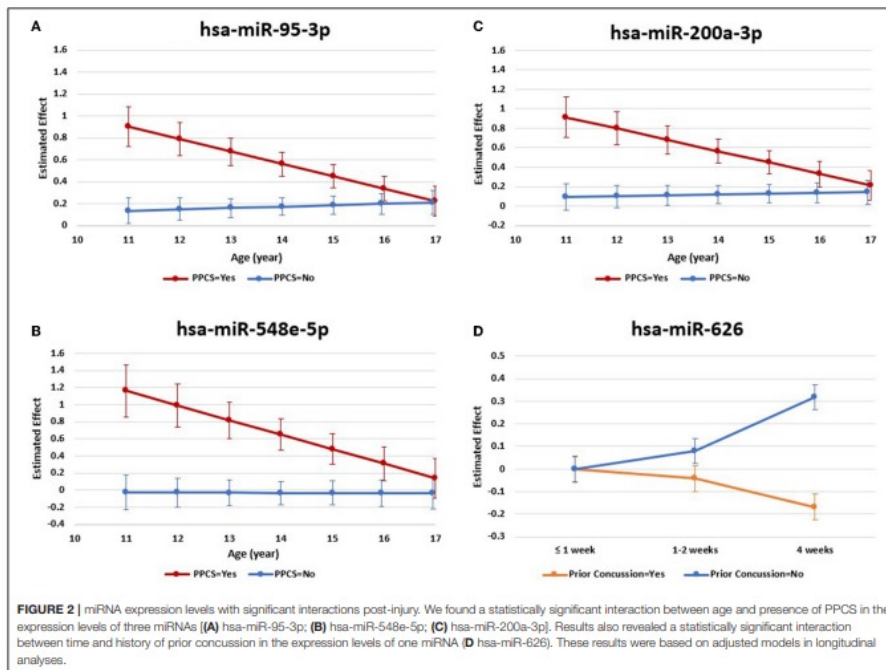 A
hsa-miR-95-3p
1.6
1.4
1.2
1
0.8
0.6
0.4
0.2
0
Estimated Effect
10 11 12 13 14 15 16 17
Age (year)
PPCS=Yes PPCS=No
C
hsa-miR-200a-3p
1.6
1.4
1.2
1
0.8
0.6
0.4
0.2
0
-0.2
Estimated Effect
10 11 12 13 14 15 16 17
Age (year)
PPCS=Yes PPCS=No
B
hsa-miR-548e-5p
1.6
1.4
1.2
1
0.8
0.6
0.4
0.2
0
-0.2
-0.4
Estimated Effect
10 11 12 13 14 15 16 17
Age (year)
PPCS=Yes PPCS=No
D
hsa-miR-626
0.5
0.4
0.3
0.2
0.1
0
-0.1
-0.2
-0.3
Estimated Effect
≤ 1 week 1-2 weeks 4 weeks
Prior Concussion=Yes Prior Concussion=No
FIGURE 2 | miRNA expression levels with significant interactions post-injury. We found a statistically significant interaction between age and presence of PPCS in the
expression levels of three miRNAs [(A) hsa-miR-95-3p; (B) hsa-miR-548e-5p; (C) hsa-miR-200a-3p]. Results also revealed a statistically significant interaction
between time and history of prior concussion in the expression levels of one miRNA (D hsa-miR-626). These results were based on adjusted models in longitudinal
analyses.